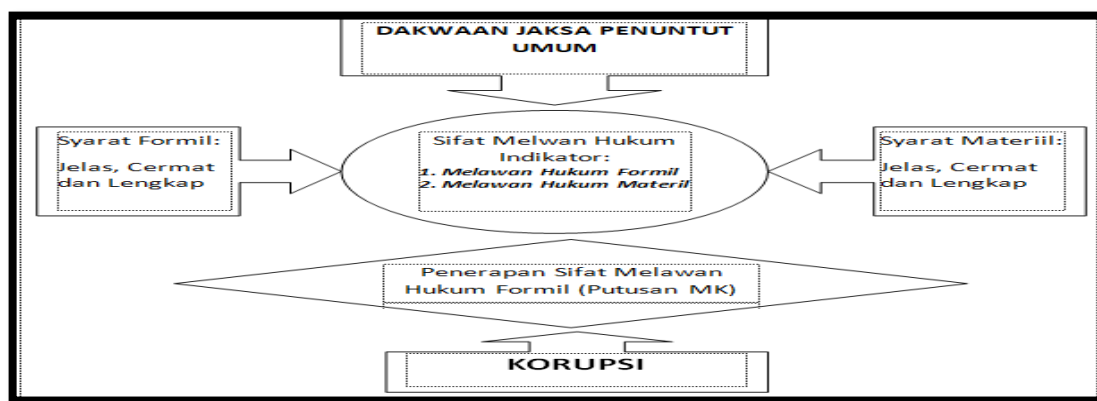 DAKWAAN JAKSA PENUNTUT
UMUM
Syarat Formil:
Jelas, Cermat
dan Lengkap
Sifat Melwan Hukum
Indikator:
1. Melawan Hukum Formil
2. Melawan Hukum Materil
Syarat Materiil:
Jelas, Cermat
dan Lengkap
Penerapan Sifat Melawan
Hukum Formil (Putusan MK)
KORUPSI